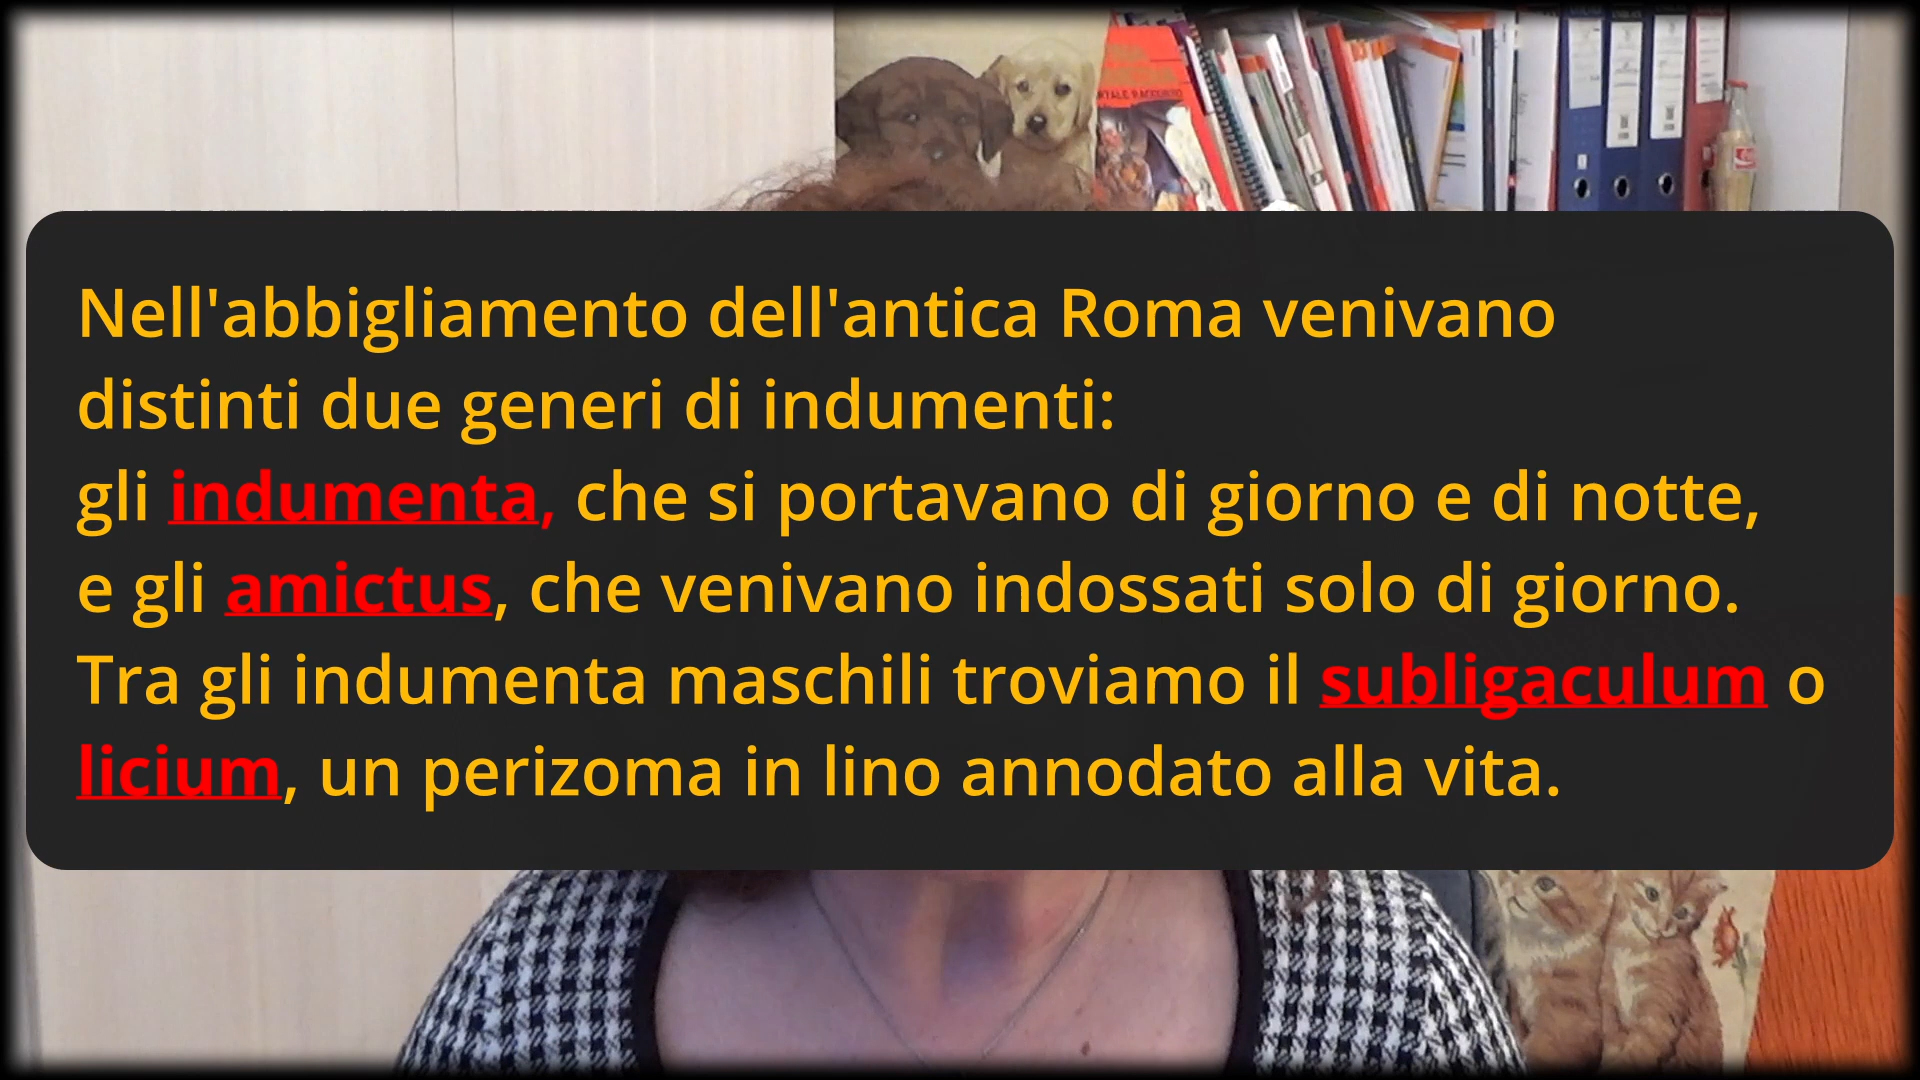 Nell'abbigliamento dell'antica Roma venivano
distinti due generi di indumenti:
gli indumenta, che si portavano di giorno e di notte,
e gli amictus, che venivano indossati solo di giorno.
Tra gli indumenta maschili troviamo il subligaculum o
licium, un perizoma in lino annodato alla vita.